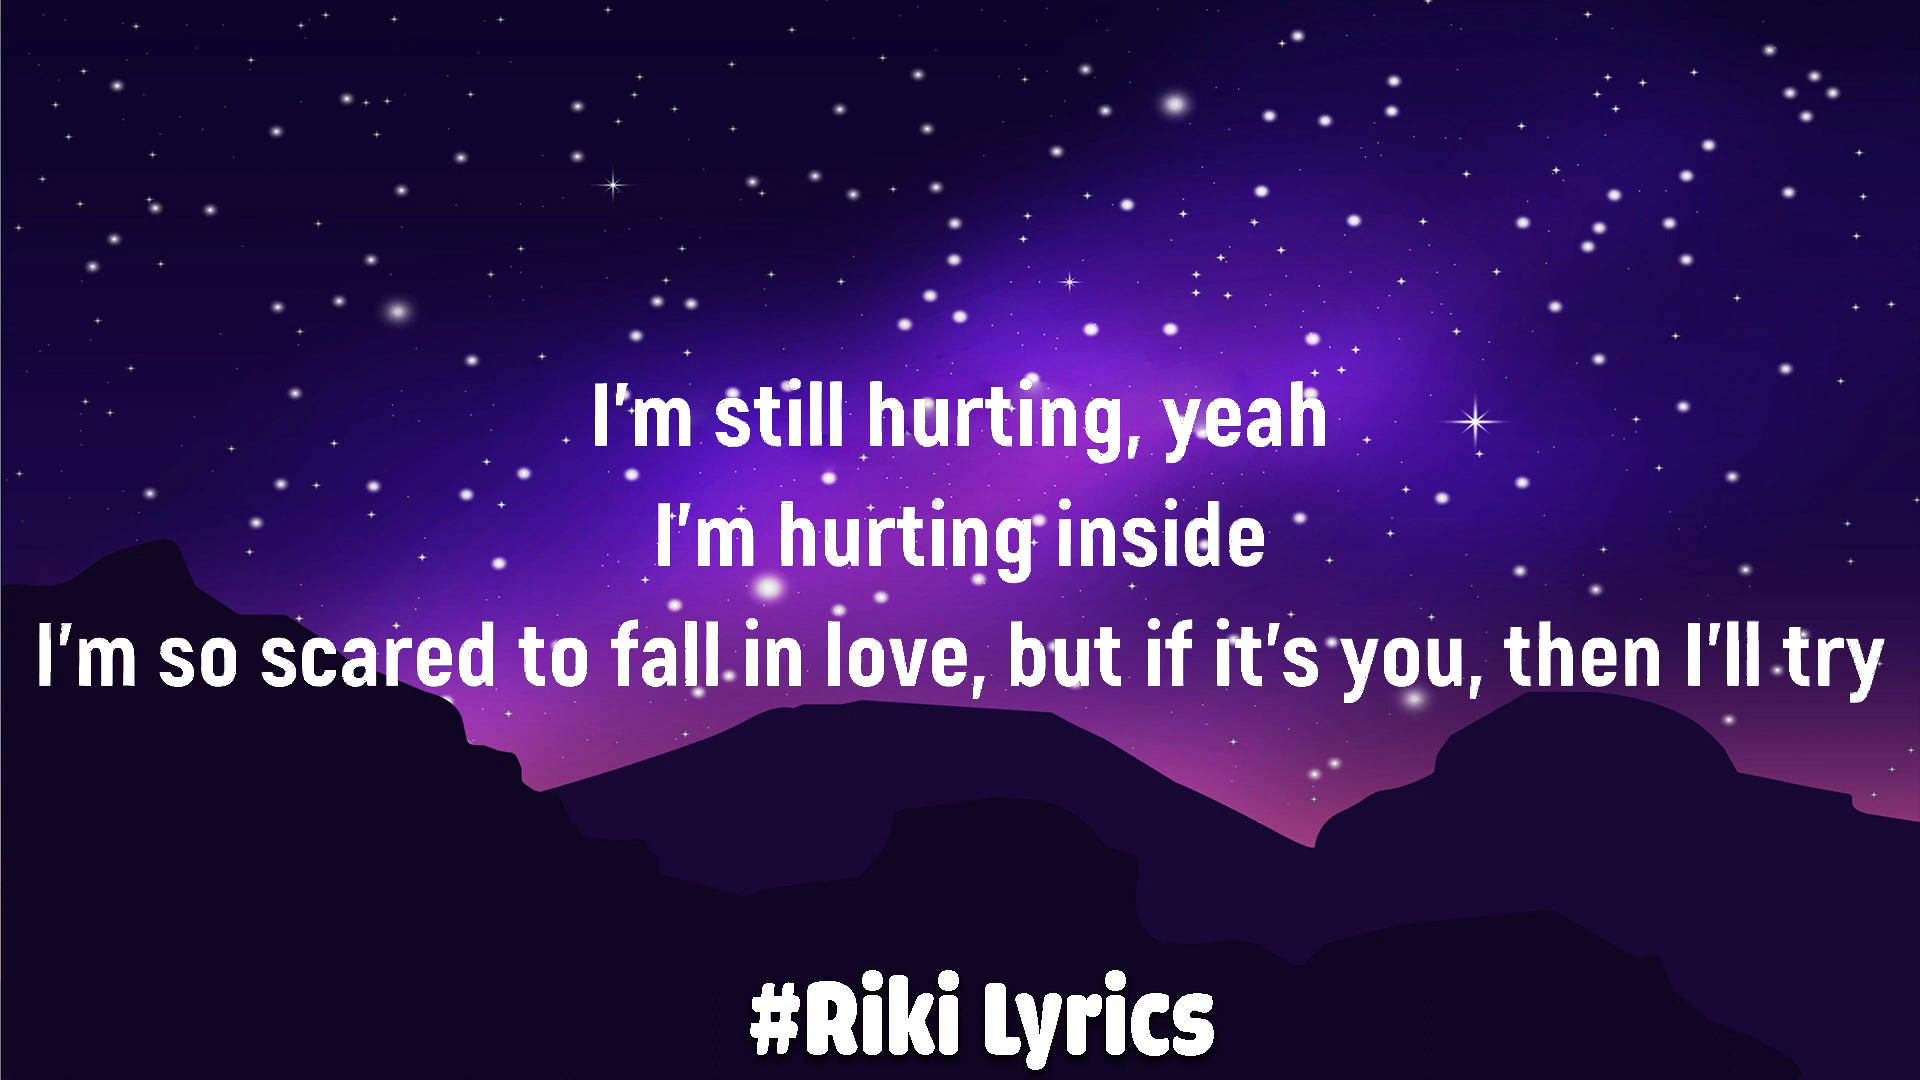 I'm still hurting, yeah
I'm hurting inside
I'm so scared to fall in love, but if it's you, then I'll try
#Riki Lyrics